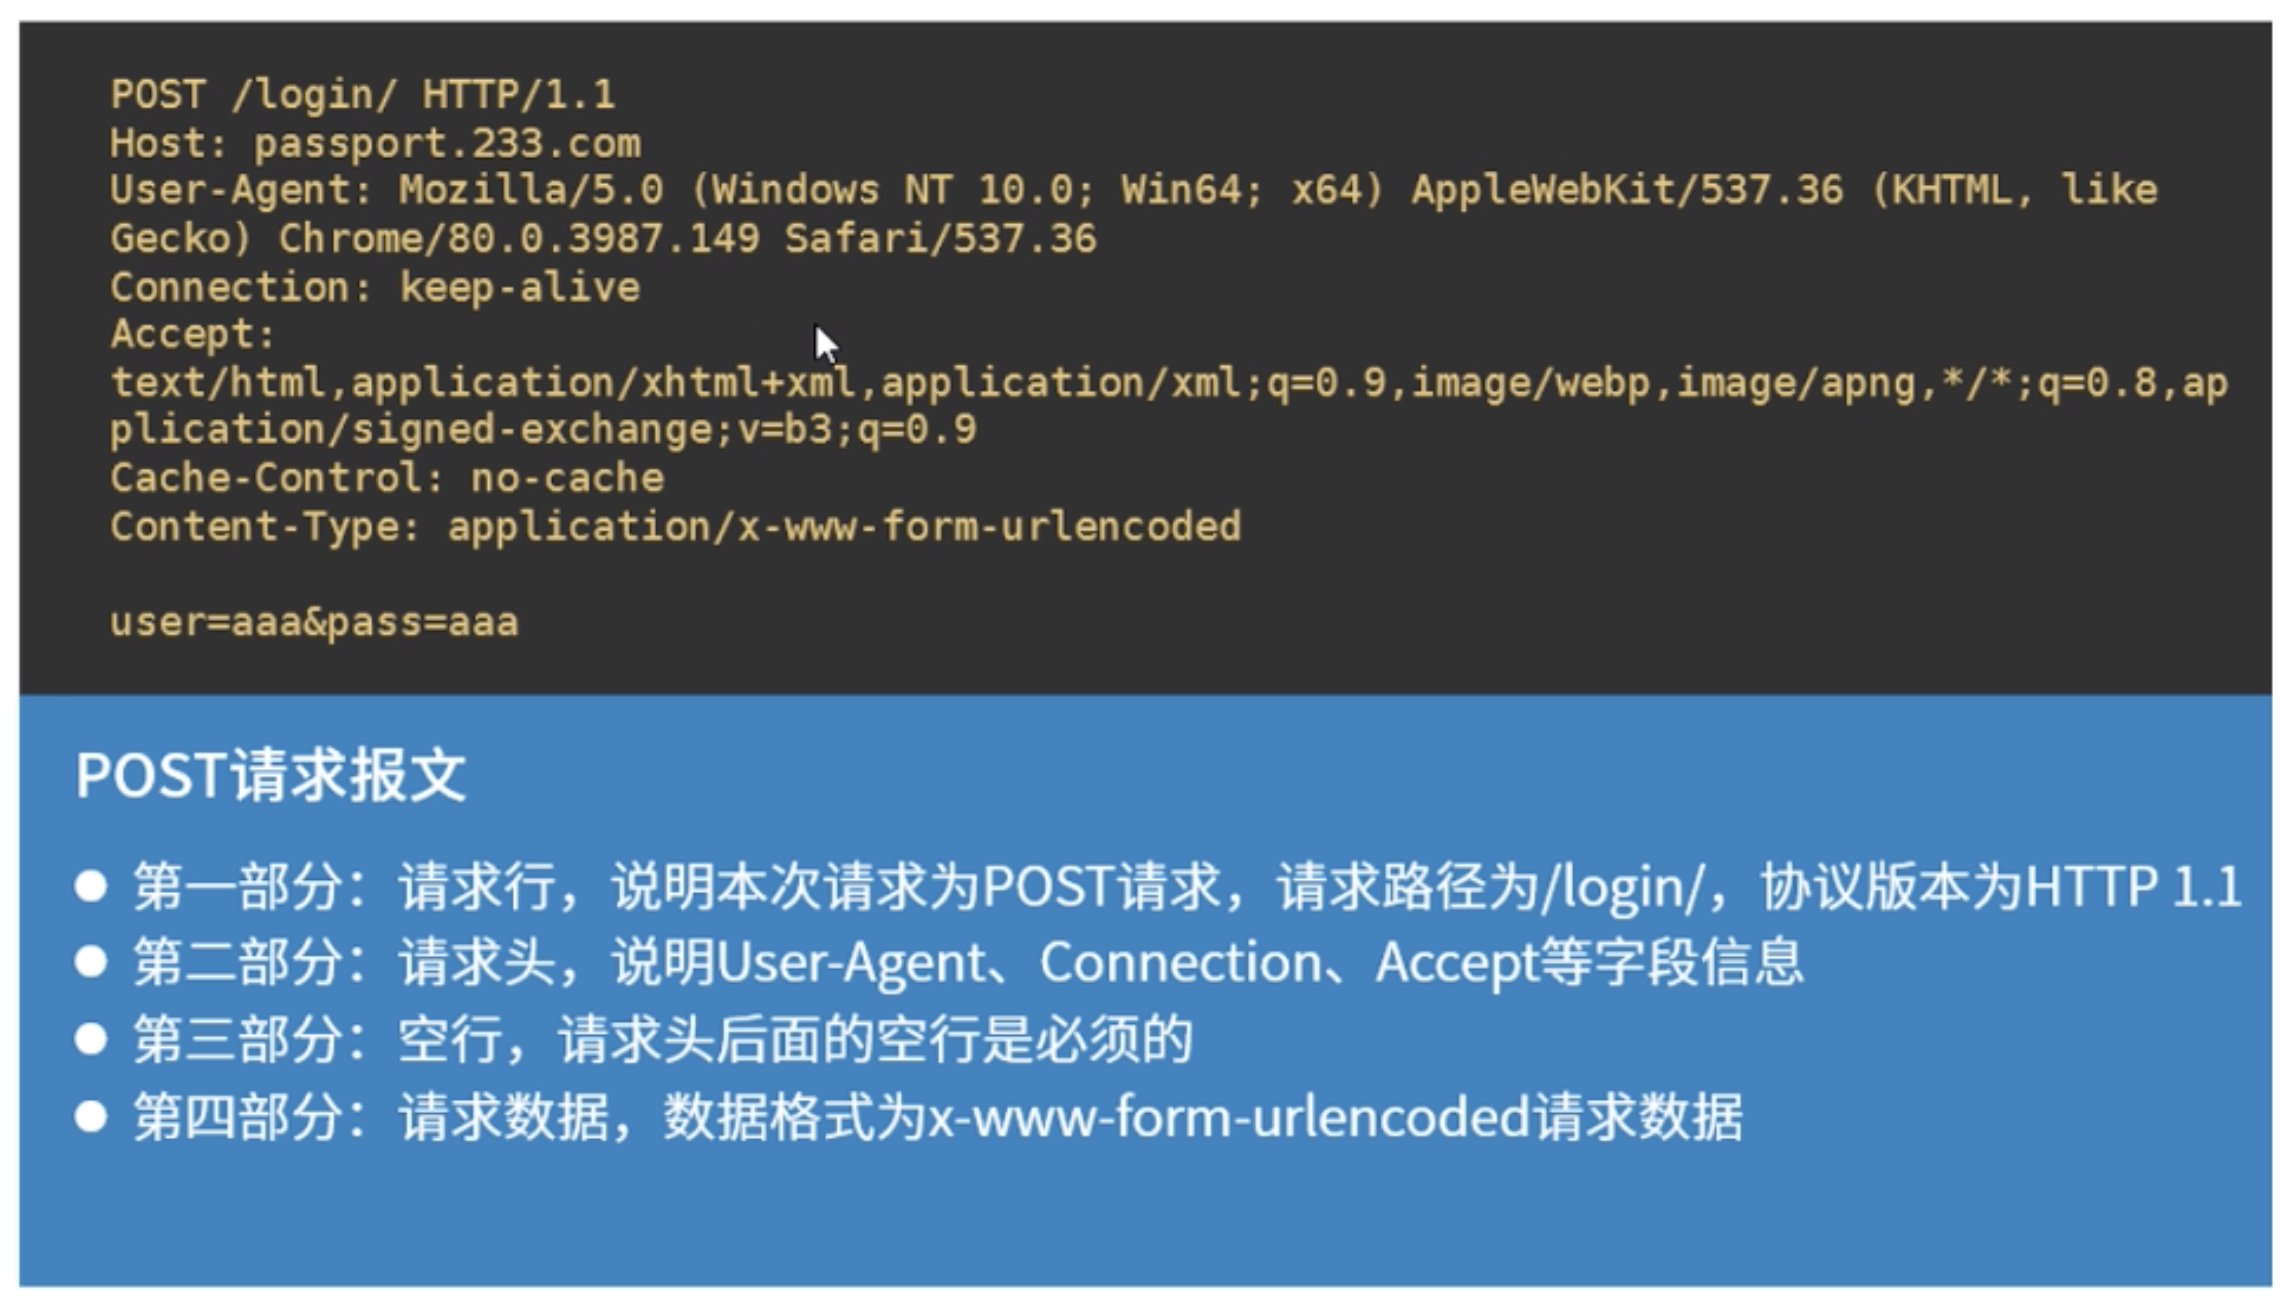 POST /login/ HTTP/1.1
Host: passport.233.com
User-Agent: Mozilla/5.0 (Windows NT 10.0; Win64; x64) AppleWebKit/537.36 (KHTML, like
Gecko) Chrome/80.0.3987.149 Safari/537.36
Connection: keep-alive
Accept:
text/html,application/xhtml+xml,application/xml;q=0.9,image/webp,image/apng,*/*;q=0.8,ap
plication/signed-exchange;v=b3;q=0.9
Cache-Control: no-cache
Content-Type: application/x-www-form-urlencoded
user=aaa&pass=aaa
POST请求报文
● 第一部分：请求行，说明本次请求为POST请求，请求路径为/login/，协议版本为HTTP 1.1
● 第二部分：请求头，说明User-Agent、Connection、Accept等字段信息
● 第三部分：空行，请求头后面的空行是必须的
● 第四部分：请求数据，数据格式为x-www-form-urlencoded请求数据